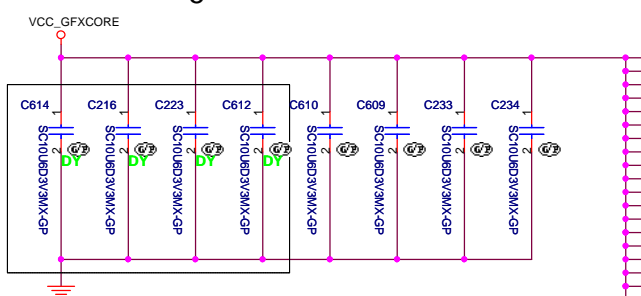 VCC_GFXCORE
C614 C216 C223 C612 C610 C609 C233 C234
1 1 1 1 1 1 1 1
SC10U6D3V3MX-GP SC10U6D3V3MX-GP SC10U6D3V3MX-GP SC10U6D3V3MX-GP SC10U6D3V3MX-GP SC10U6D3V3MX-GP SC10U6D3V3MX-GP SC10U6D3V3MX-GP
2 2 2 2 2 2 2 2
DY DY DY DY